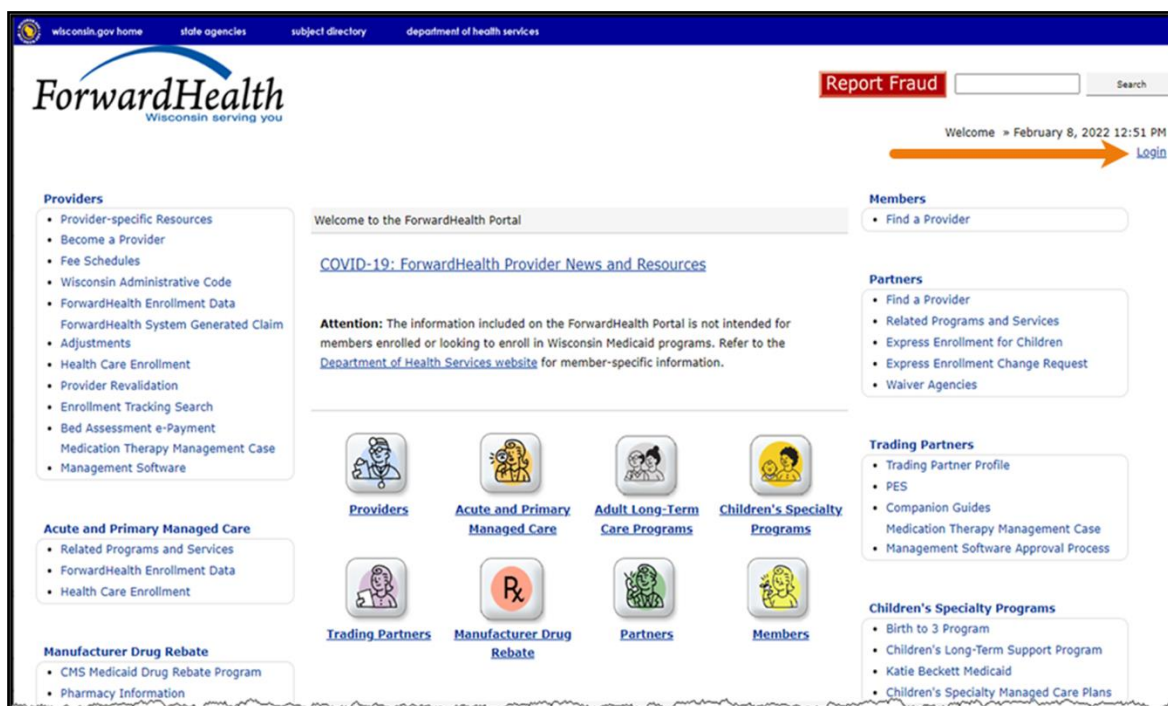 wisconsin.gov home state agencies subject directory department of health services
ForwardHealth
Wisconsin serving you
Report Fraud
Search
Welcome » February 8, 2022 12:51 PM
Login
Providers
• Provider-specific Resources
• Become a Provider
• Fee Schedules
• Wisconsin Administrative Code
• ForwardHealth Enrollment Data
ForwardHealth System Generated Claim
• Adjustments
• Health Care Enrollment
• Provider Revalidation
• Enrollment Tracking Search
• Bed Assessment e-Payment
Medication Therapy Management Case
• Management Software
Acute and Primary Managed Care
• Related Programs and Services
• ForwardHealth Enrollment Data
• Health Care Enrollment
Manufacturer Drug Rebate
• CMS Medicaid Drug Rebate Program
• Pharmacy Information
Welcome to the ForwardHealth Portal
COVID-19: ForwardHealth Provider News and Resources
Attention: The information included on the ForwardHealth Portal is not intended for
members enrolled or looking to enroll in Wisconsin Medicaid programs. Refer to the
Department of Health Services website for member-specific information.
Providers
Acute and Primary
Managed Care
Adult Long-Term
Care Programs
Children's Specialty
Programs
Rx
Trading Partners
Manufacturer Drug
Rebate
Partners
Members
Members
• Find a Provider
Partners
• Find a Provider
• Related Programs and Services
• Express Enrollment for Children
• Express Enrollment Change Request
• Waiver Agencies
Trading Partners
• Trading Partner Profile
• PES
• Companion Guides
Medication Therapy Management Case
• Management Software Approval Process
Children's Specialty Programs
• Birth to 3 Program
• Children's Long-Term Support Program
• Katie Beckett Medicaid
• Children's Specialty Managed Care Plans